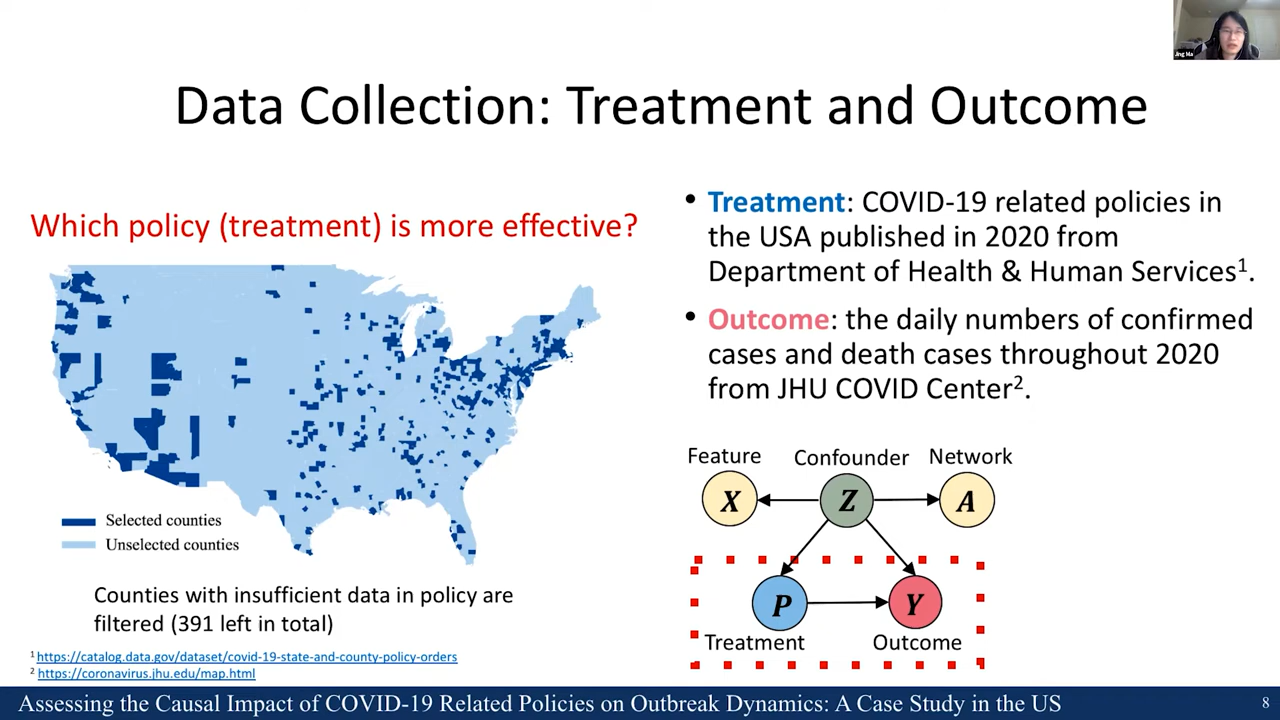 Jing Ma
Data Collection: Treatment and Outcome
Which policy (treatment) is more effective?
Selected counties
Unselected counties
Counties with insufficient data in policy are
filtered (391 left in total)
1 https://catalog.data.gov/dataset/covid-19-state-and-county-policy-orders
2 https://coronavirus.jhu.edu/map.html
• Treatment: COVID-19 related policies in
the USA published in 2020 from
Department of Health & Human Services1.
• Outcome: the daily numbers of confirmed
cases and death cases throughout 2020
from JHU COVID Center2.
Feature Confounder Network
X Z A
P Y
Treatment Outcome
Assessing the Causal Impact of COVID-19 Related Policies on Outbreak Dynamics: A Case Study in the US 8